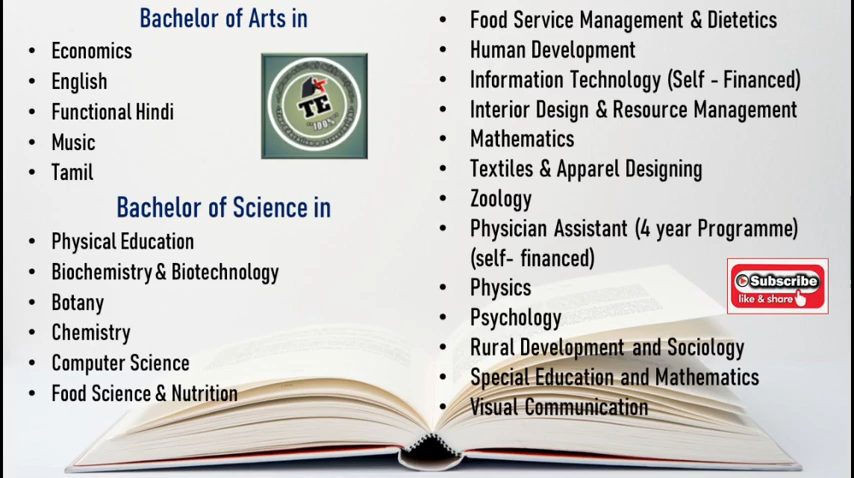 Bachelor of Arts in
• Economics
• English
• Functional Hindi
• Music
• Tamil
TE
100%
Bachelor of Science in
• Physical Education
• Biochemistry & Biotechnology
• Botany
• Chemistry
• Computer Science
• Food Science & Nutrition
• Food Service Management & Dietetics
• Human Development
• Information Technology (Self - Financed)
• Interior Design & Resource Management
• Mathematics
• Textiles & Apparel Designing
• Zoology
• Physician Assistant (4 year Programme)
(self- financed)
• Physics
• Psychology
• Rural Development and Sociology
• Special Education and Mathematics
• Visual Communication
Subscribe
like & share